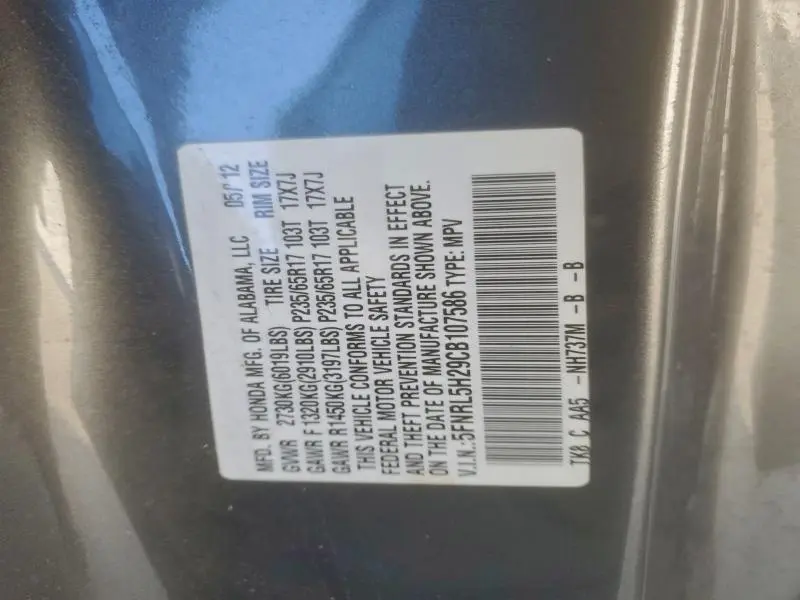 MFD. BY HONDA MFG. OF ALABAMA, LLC 05/12
GVWR 2730KG(6019LBS) TIRE SIZE RIM SIZE
GAWR F 1320KG(2910LBS) P235/65R17 103T 17X7J
GAWR R1450KG(3197LBS) P235/65R17 103T 17X7J
THIS VEHICLE CONFORMS TO ALL APPLICABLE
FEDERAL MOTOR VEHICLE SAFETY
AND THEFT PREVENTION STANDARDS IN EFFECT
ON THE DATE OF MANUFACTURE SHOWN ABOVE.
V.I.N.:5FNRL5H29CB107586 TYPE: MPV
TK8 C AA5 -NH737M -B -B